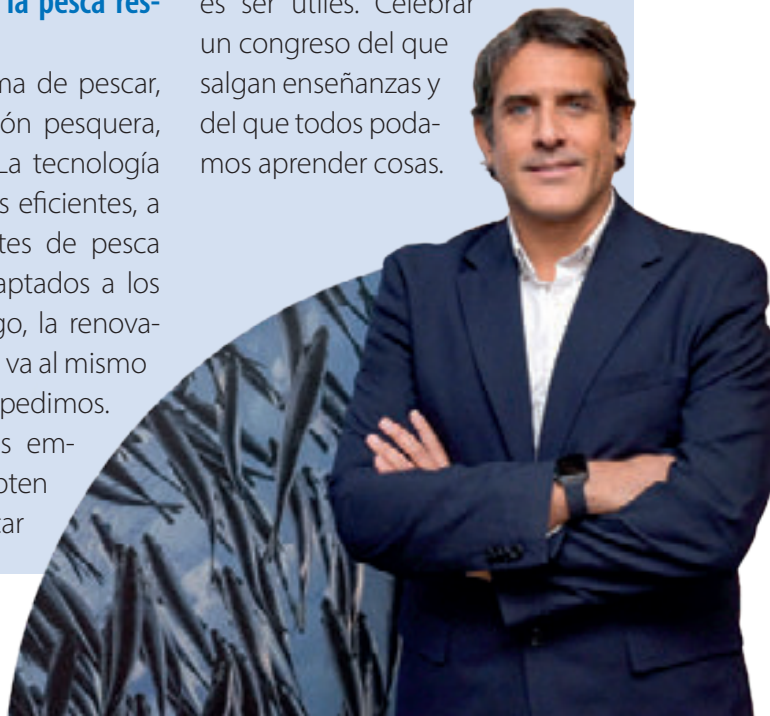 la pesca res-
ma de pescar,
ón pesquera,
La tecnología
s eficientes, a
tes de pesca
aptados a los
go, la renova-
va al mismo
pedimos.
s em-
oten
car
es ser útiles. Celebrar
un congreso del que
salgan enseñanzas y
del que todos poda-
mos aprender cosas.